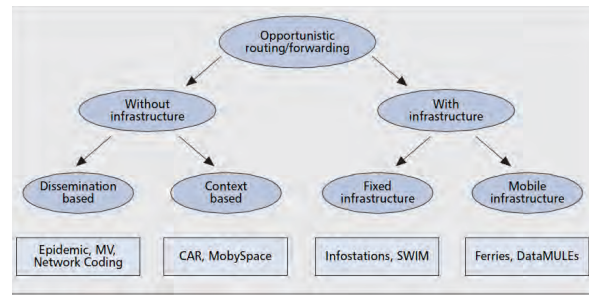 Opportunistic
routing/forwarding
Without
infrastructure
With
infrastructure
Dissemination
based
Context
based
Fixed
infrastructure
Mobile
infrastructure
Epidemic, MV,
Network Coding
CAR, MobySpace
Infostations, SWIM
Ferries, DataMULEs